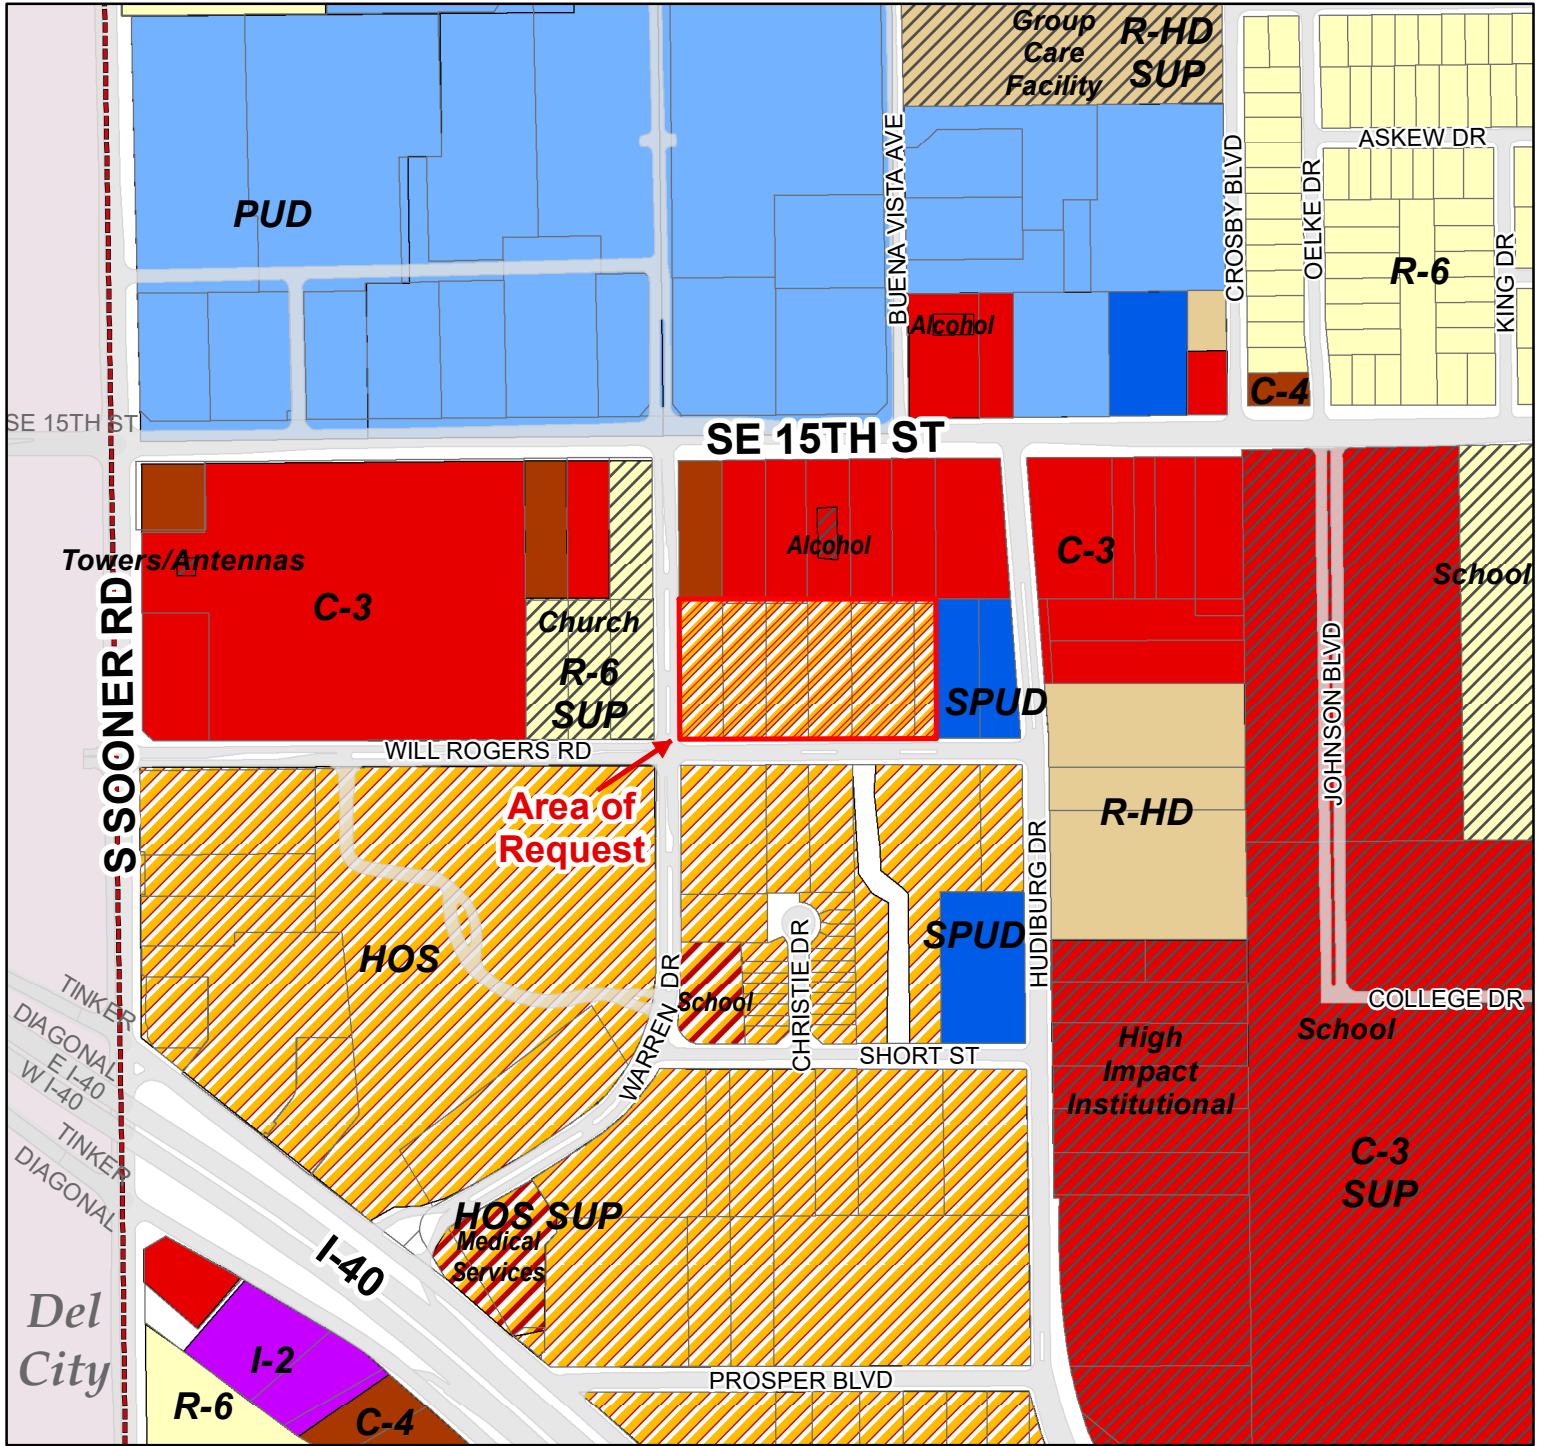 Group
Care
Facility
R-HD
SUP
ASKEW DR
BUENA VISTA AVE
CROSBY BLVD
OELKE DR
KING DR
PUD
R-6
Alcohol
C-4
SE 15TH ST
SE 15TH ST
Towers/Antennas
C-3
Church
R-6
SUP
Alcohol
C-3
School
SPUD
S SOONER RD
WILL ROGERS RD
Area of
Request
JOHNSON BLVD
R-HD
HUDIBURG DR
HOS
SPUD
CHRISTIE DR
School
WARREN DR
SHORT ST
COLLEGE DR
School
High
Impact
Institutional
C-3
SUP
TINKER
DIAGONAL
E I-40
W I-40
TINKER
DIAGONAL
HOS SUP
Medical
Services
I-40
Del
City
I-2
R-6
C-4
PROSPER BLVD